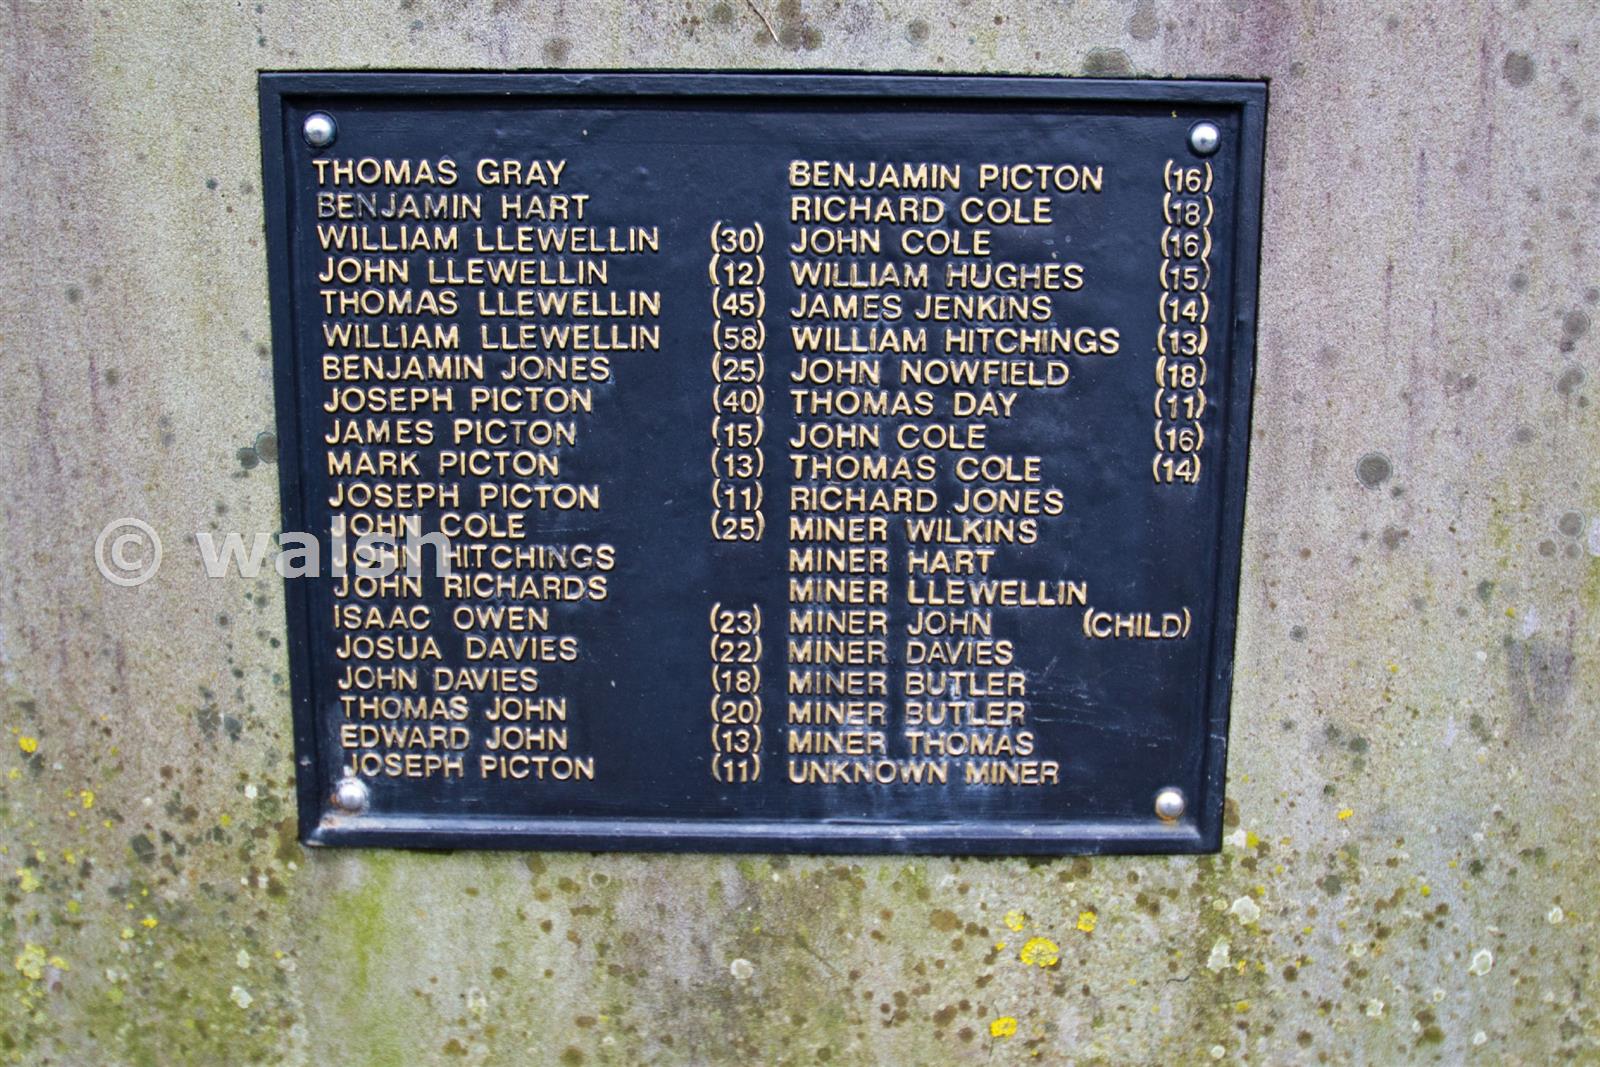 THOMAS GRAY
BENJAMIN HART
WILLIAM LLEWELLIN (30)
JOHN LLEWELLIN (12)
THOMAS LLEWELLIN (45)
WILLIAM LLEWELLIN (58)
BENJAMIN JONES (25)
JOSEPH PICTON (40)
JAMES PICTON (15)
MARK PICTON (13)
JOSEPH PICTON (11)
JOHN COLE (25)
JOHN HITCHINGS
JOHN RICHARDS
ISAAC OWEN (23)
JOSUA DAVIES (22)
JOHN DAVIES (18)
THOMAS JOHN (20)
EDWARD JOHN (13)
JOSEPH PICTON (11)
BENJAMIN PICTON (16)
RICHARD COLE (18)
JOHN COLE (16)
WILLIAM HUGHES (15)
JAMES JENKINS (14)
WILLIAM HITCHINGS (13)
JOHN NOWFIELD (18)
THOMAS DAY (11)
JOHN COLE (16)
THOMAS COLE (14)
RICHARD JONES
MINER WILKINS
MINER HART
MINER LLEWELLIN
MINER JOHN (CHILD)
MINER DAVIES
MINER BUTLER
MINER BUTLER
MINER THOMAS
UNKNOWN MINER
© walsh